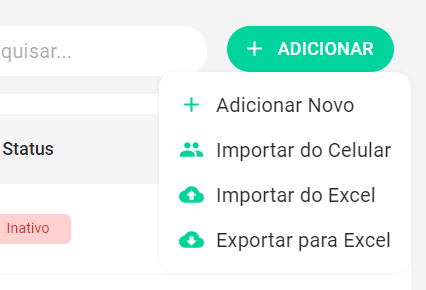 quisar...
ADICIONAR
Adicionar Novo
Status
Importar do Celular
Importar do Excel
Inativo
Exportar para Excel